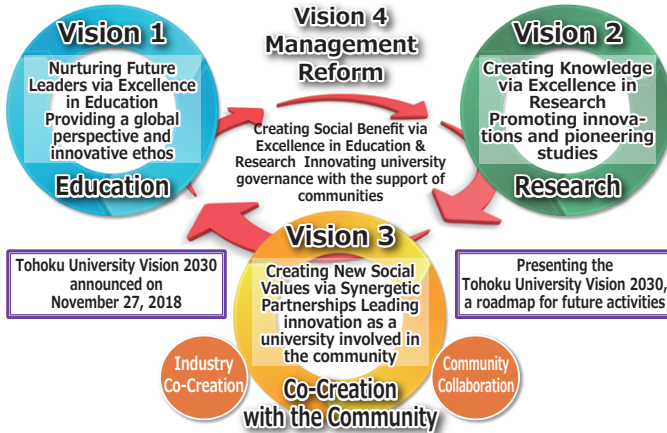 Vision 1
Nurturing Future
Leaders via Excellence
in Education
Providing a global
perspective and
innovative ethos
Education
Vision 4
Management
Reform
Creating Social Benefit via
Excellence in Education &
Research Innovating university
governance with the support of
communities
Vision 2
Creating Knowledge
via Excellence in
Research
Promoting innova-
tions and pioneering
studies
Research
Tohoku University Vision 2030
announced on
November 27, 2018
Vision 3
Creating New Social
Values via Synergetic
Partnerships Leading
innovation as a
university involved in
the community
Co-Creation
with the Community
Presenting the
Tohoku University Vision 2030,
a roadmap for future activities
Industry
Co-Creation
Community
Collaboration